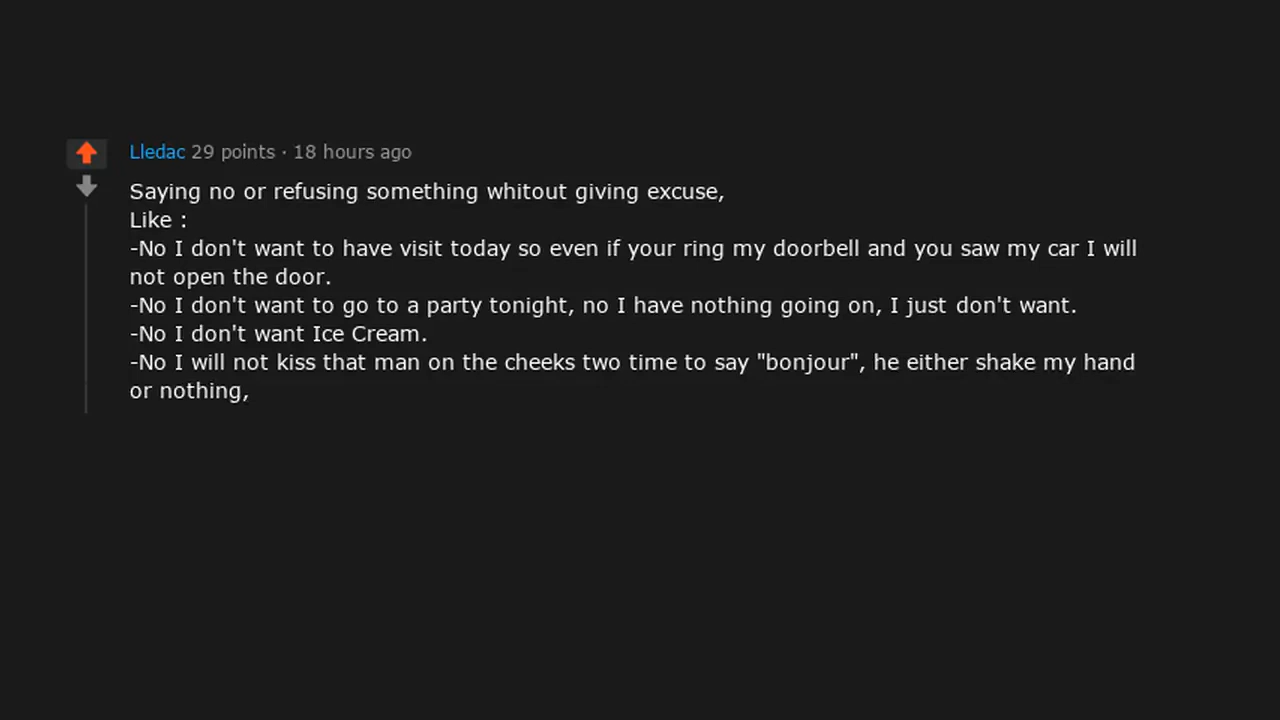 Lledac 29 points · 18 hours ago
Saying no or refusing something whitout giving excuse,
Like :
-No I don't want to have visit today so even if your ring my doorbell and you saw my car I will
not open the door.
-No I don't want to go to a party tonight, no I have nothing going on, I just don't want.
-No I don't want Ice Cream.
-No I will not kiss that man on the cheeks two time to say "bonjour", he either shake my hand
or nothing,